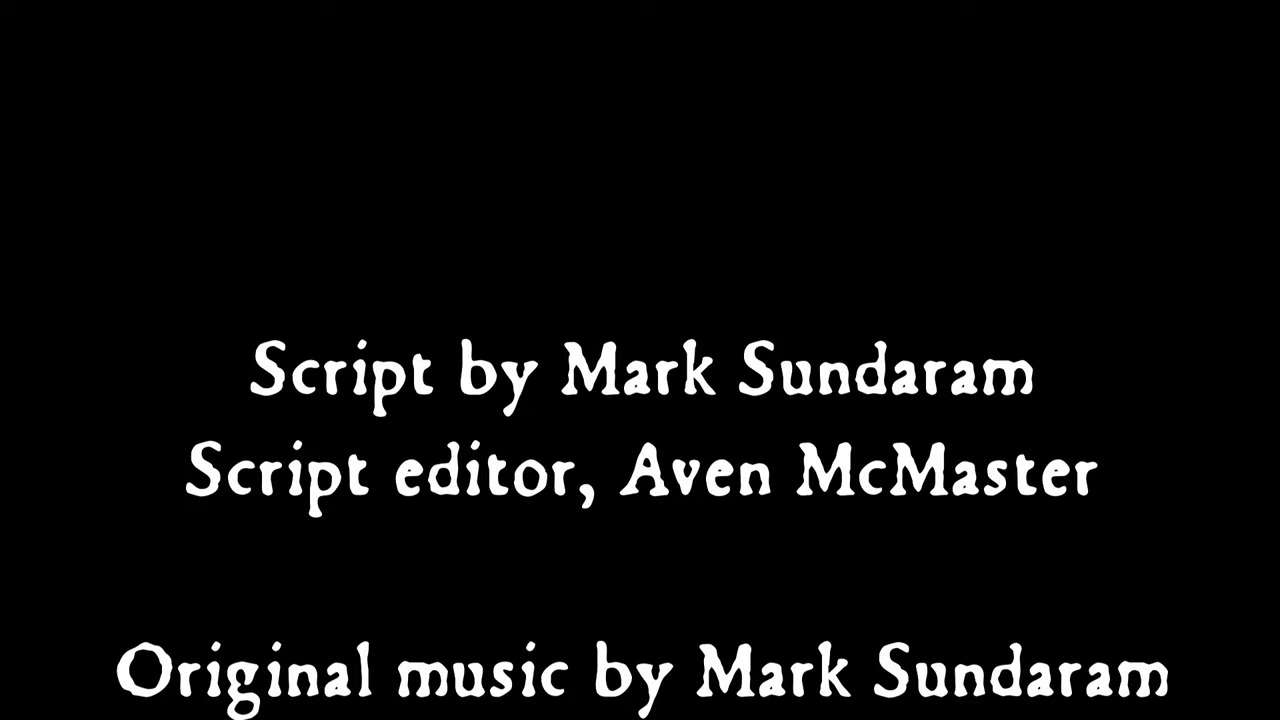 Script by Mark Sundaram
Script editor, Aven McMaster
Original music by Mark Sundaram